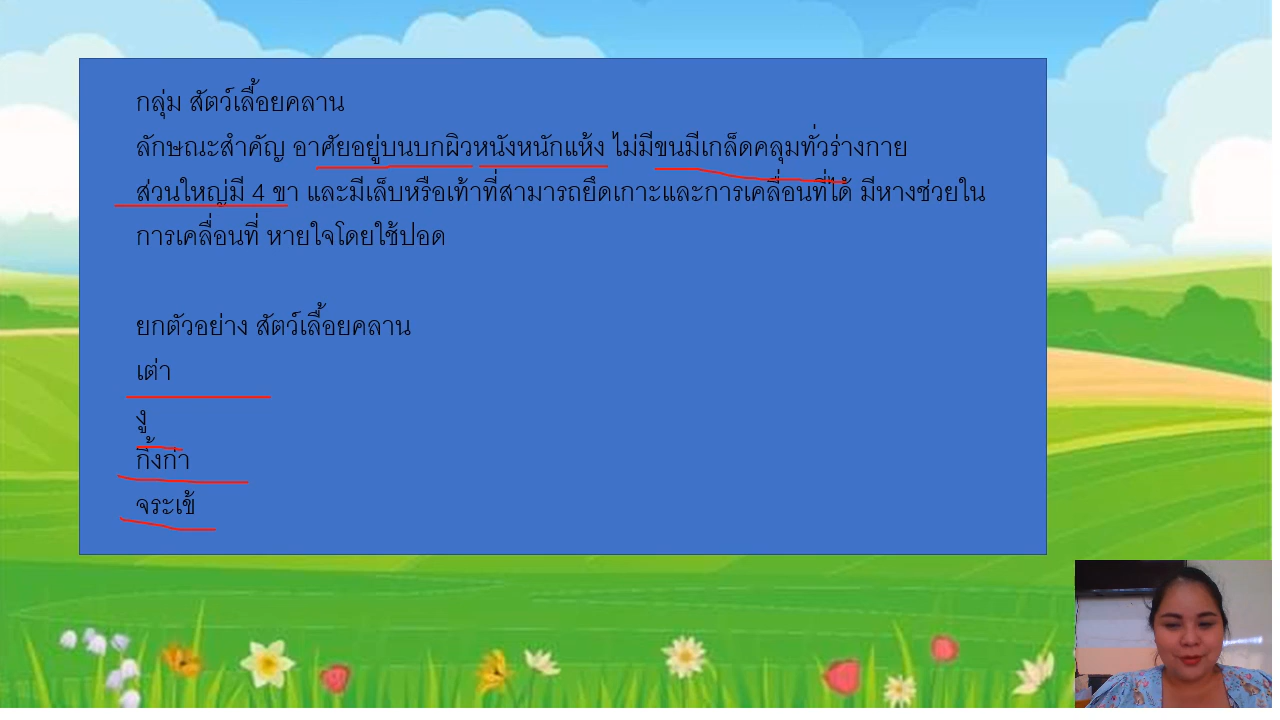 กลุ่ม สัตว์เลื้อยคลาน
ลักษณะสำคัญ อาศัยอยู่บนบกผิวหนังหนักแห้ง ไม่มีขนมีเกล็ดคลุมทั่วร่างกาย
ส่วนใหญ่มี 4 ขา และมีเล็บหรือเท้าที่สามารถยึดเกาะและการเคลื่อนที่ได้ มีหางช่วยใน
การเคลื่อนที่ หายใจโดยใช้ปอด
ยกตัวอย่าง สัตว์เลื้อยคลาน
เต่า
งู
กิ้งก่า
จระเข้